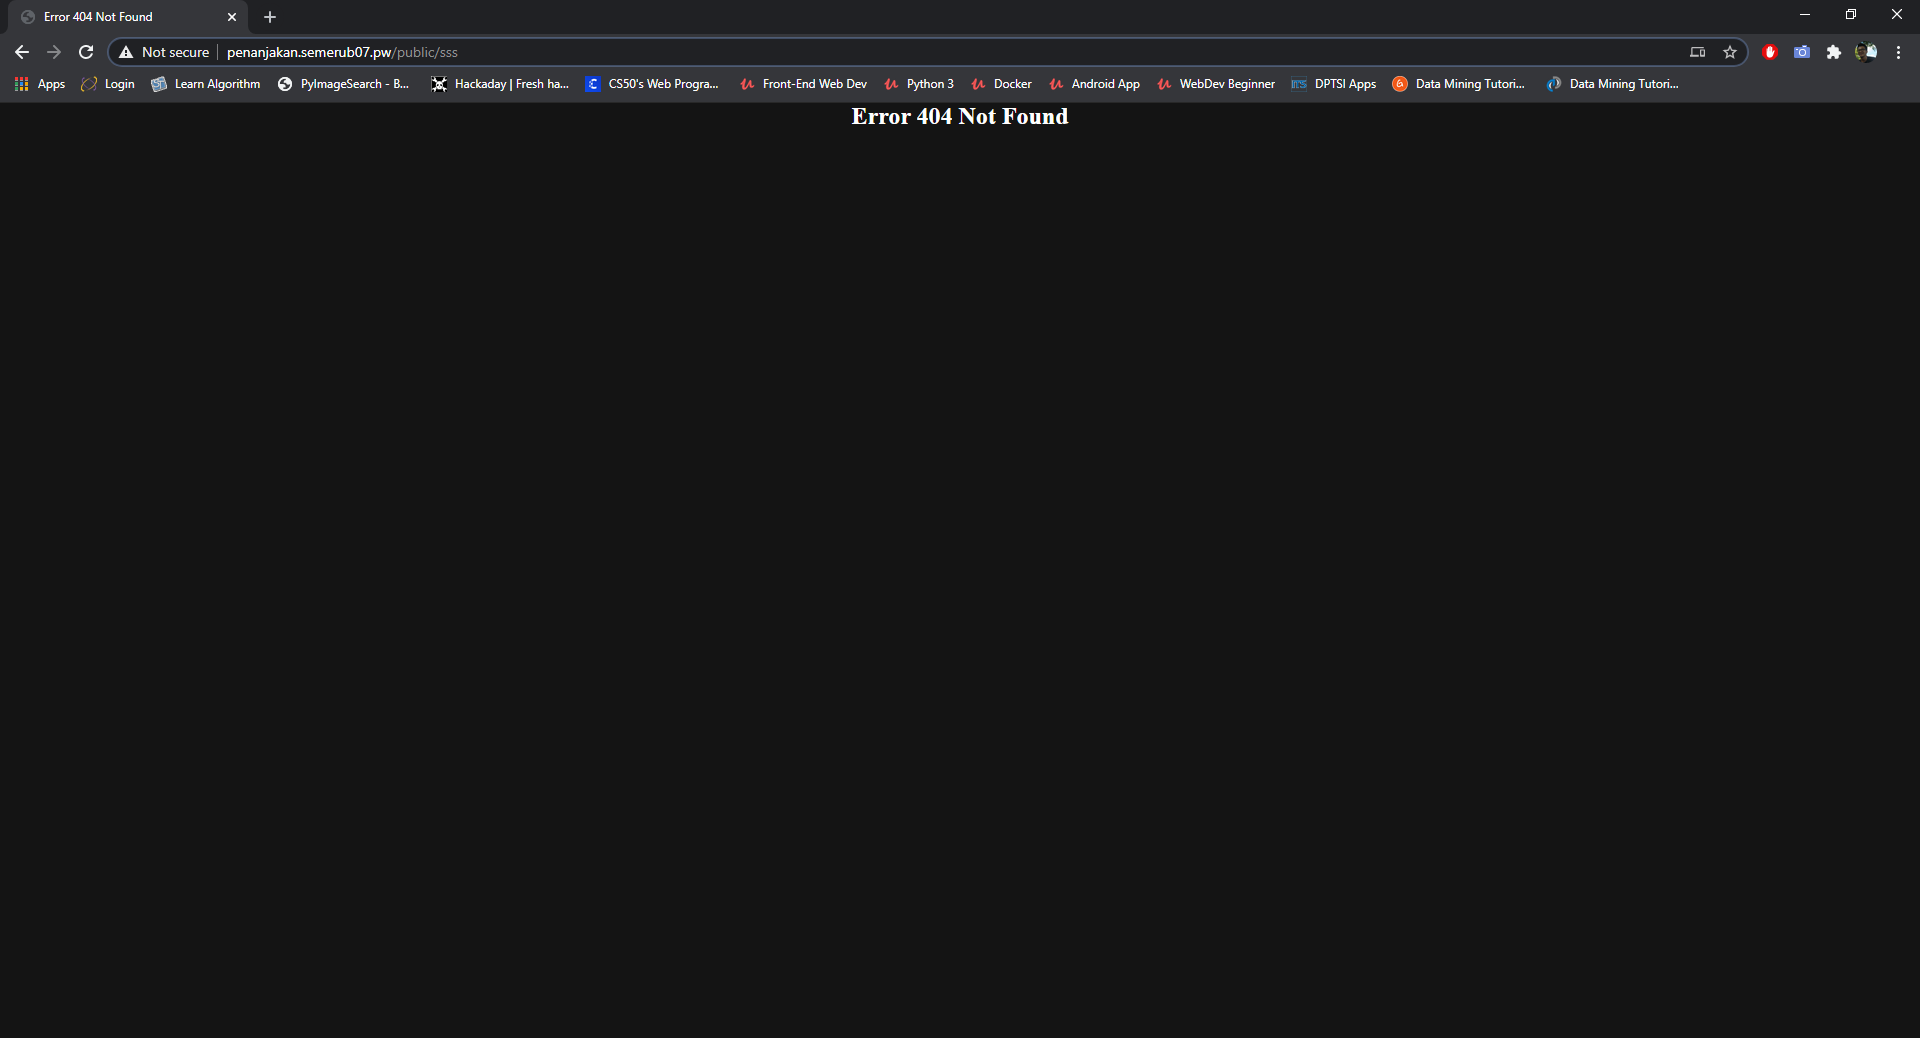 Error 404 Not Found
Not secure penanjakan.semerub07.pw/public/sss
Apps Login Learn Algorithm PyImageSearch - B... Hackaday | Fresh ha... CS50's Web Progra... Front-End Web Dev Python 3 Docker Android App WebDev Beginner DPTSI Apps Data Mining Tutori... Data Mining Tutori...
Error 404 Not Found